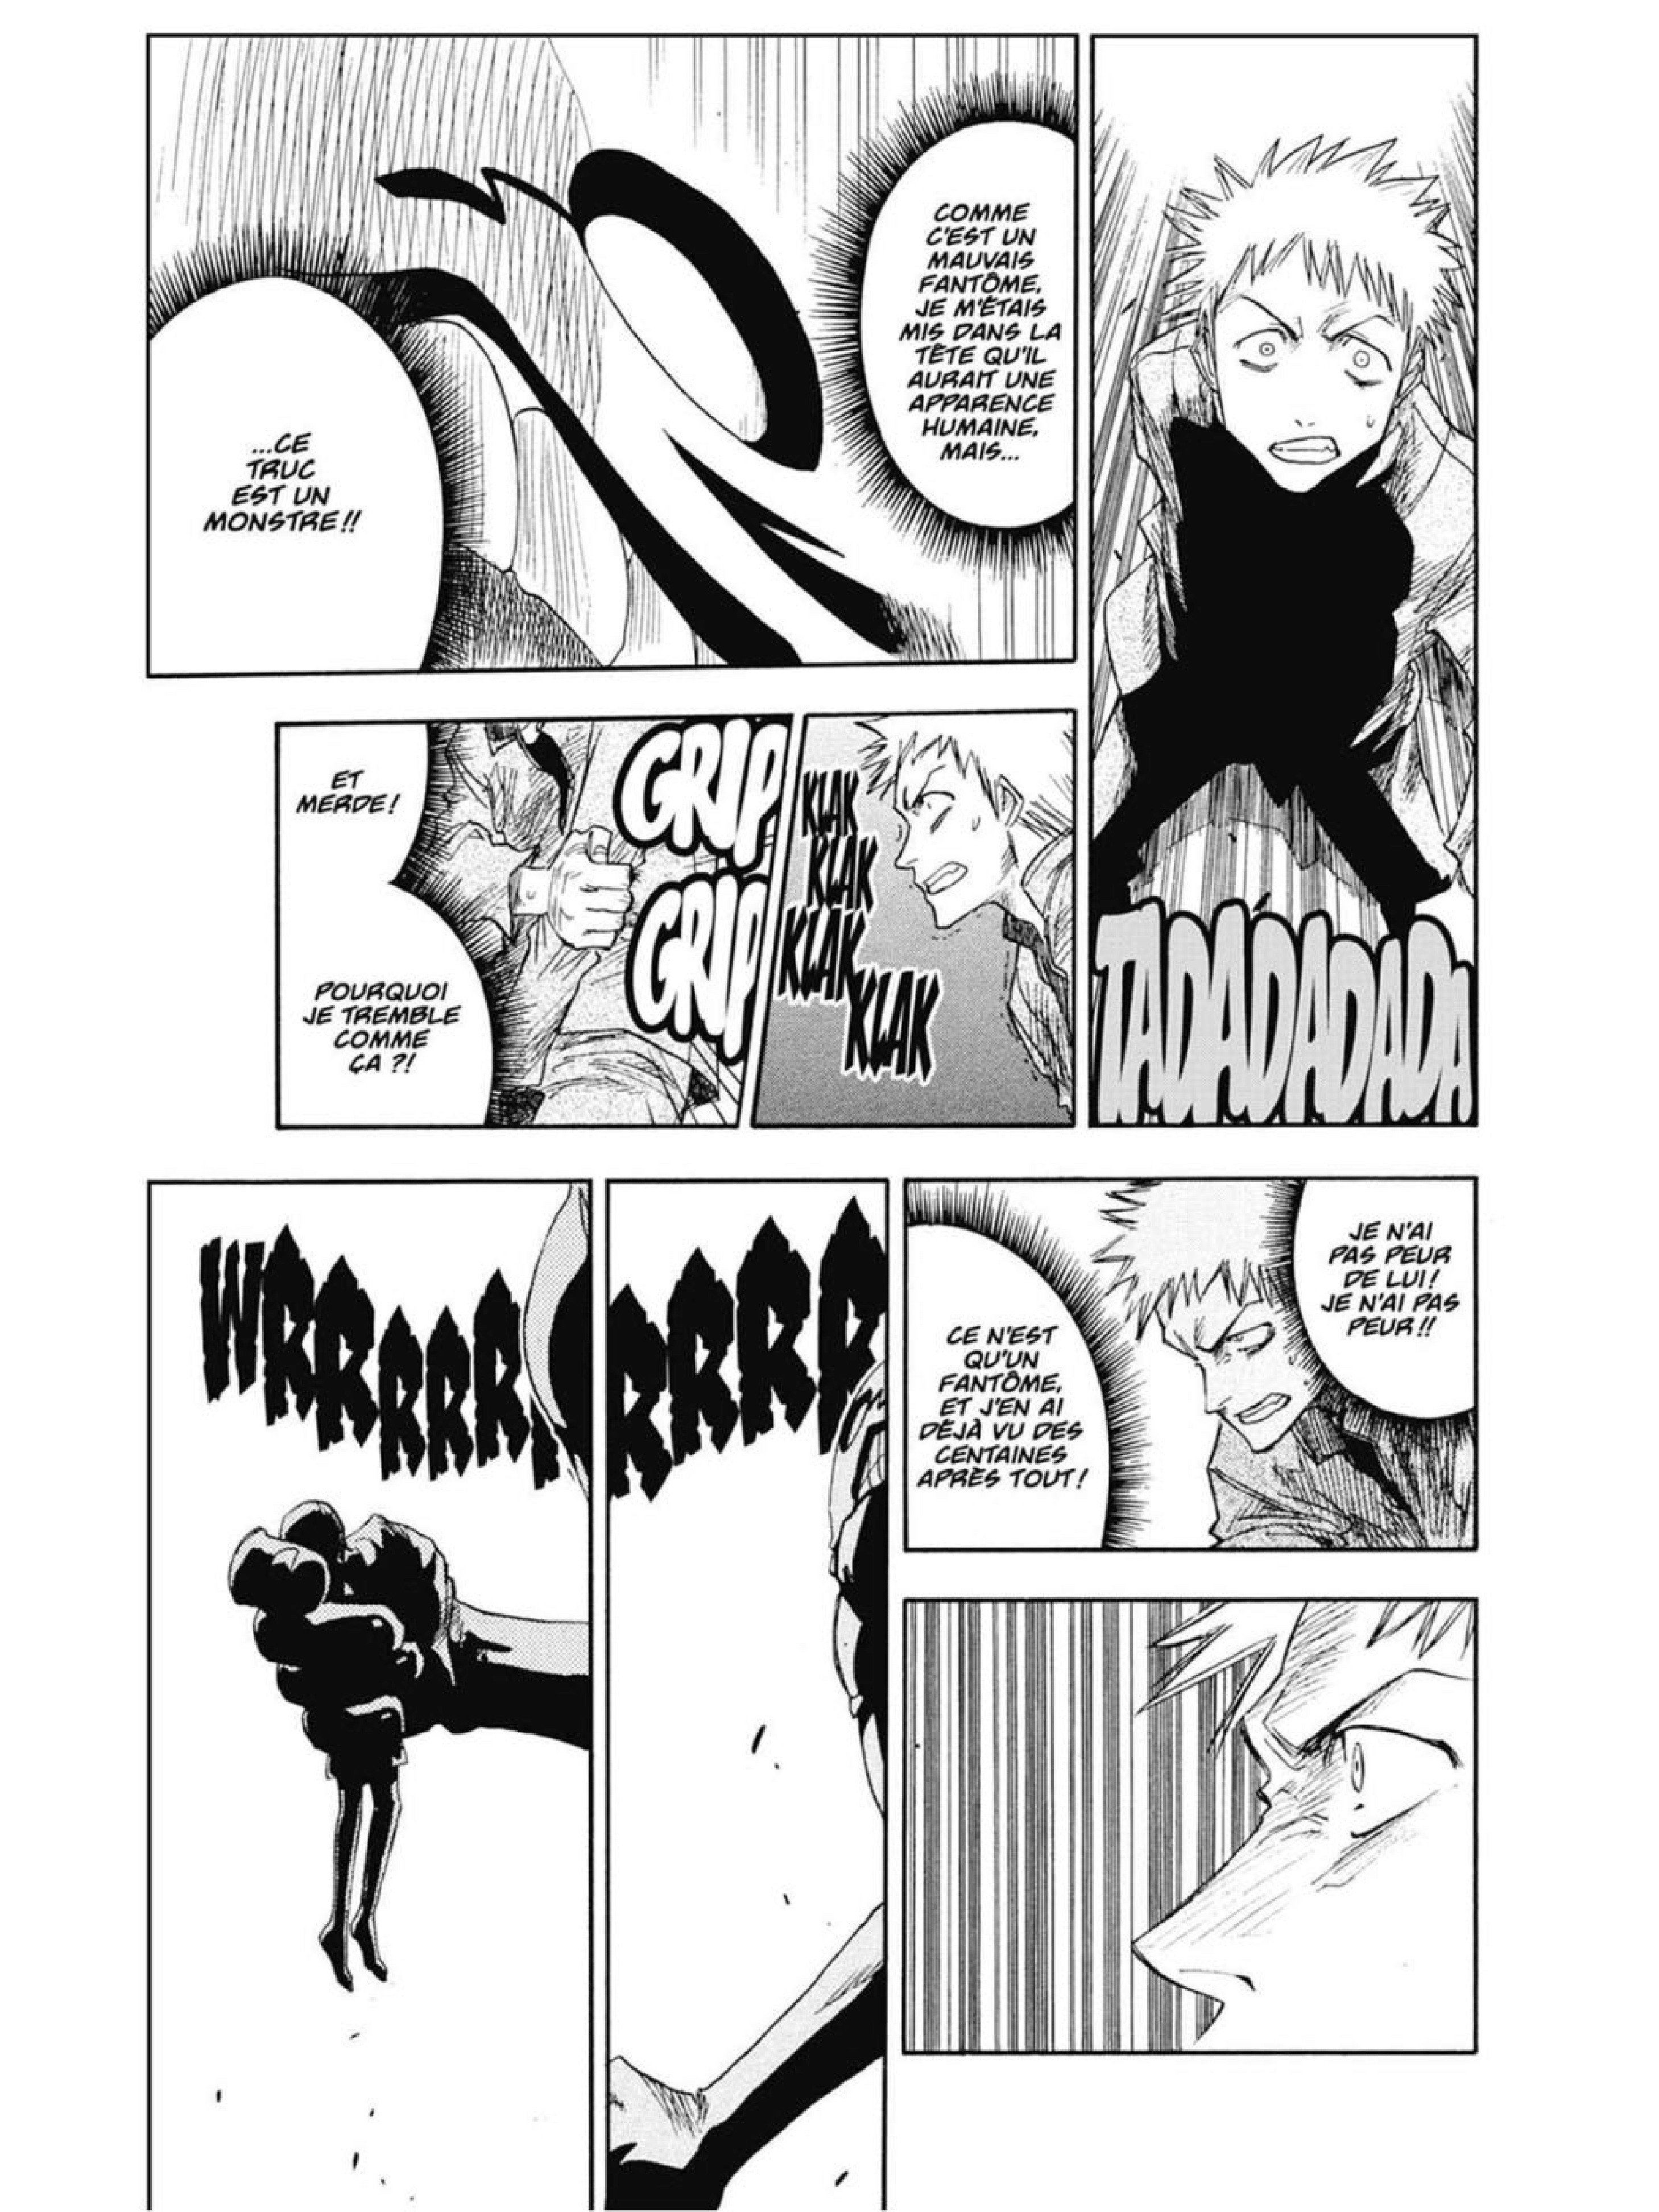 TADADADADA
COMME
C'EST UN
MAUVAIS
FANTÔME,
JE M'ÉTAIS
MIS DANS LA
TÊTE QU'IL
AURAIT UNE
APPARENCE
HUMAINE,
MAIS...
...CE
TRUC
EST UN
MONSTRE!!
KLAK
KLAK
KLAK
KLAK
GRIP
GRIP
ET
MERDE!
POURQUOI
JE TREMBLE
COMME
ÇA ?!
JE N'AI
PAS PEUR
DE LUI!
JE N'AI PAS
PEUR!!
CE N'EST
QU'UN
FANTÔME,
ET J'EN AI
DÉJÀ VU DES
CENTAINES
APRÈS TOUT!
WRRRRRRRRRRR